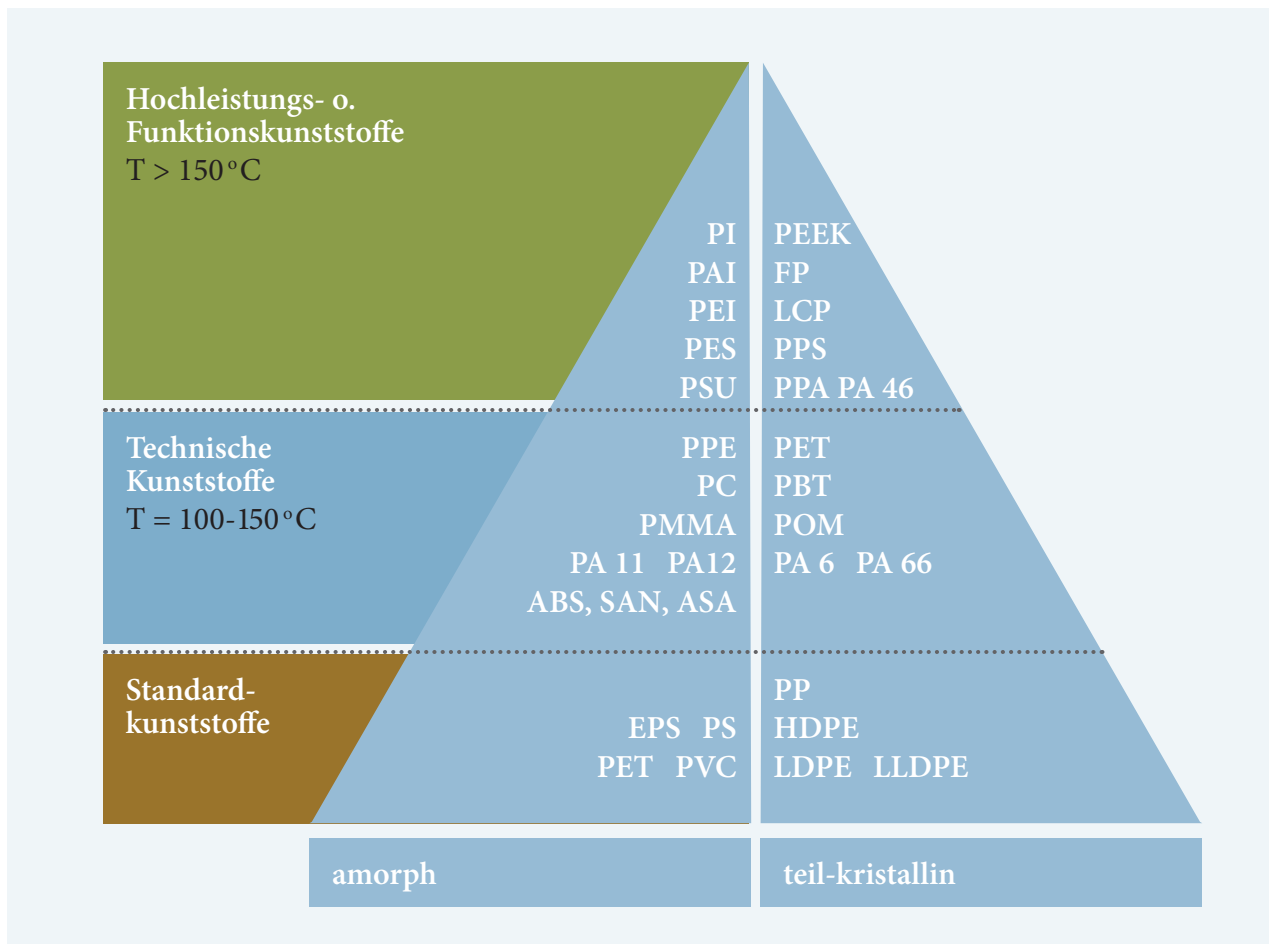 Hochleistungs- o.
Funktionskunststoffe
T > 150 °C
PI PEEK
PAI FP
PEI LCP
PES PPS
PSU PPA PA 46
Technische
Kunststoffe
T = 100-150 °C
PPE PET
PC PBT
PMMA POM
PA 11 PA12 PA 6 PA 66
ABS, SAN, ASA
Standard-
kunststoffe
PP
EPS PS HDPE
PET PVC LDPE LLDPE
amorph teil-kristallin